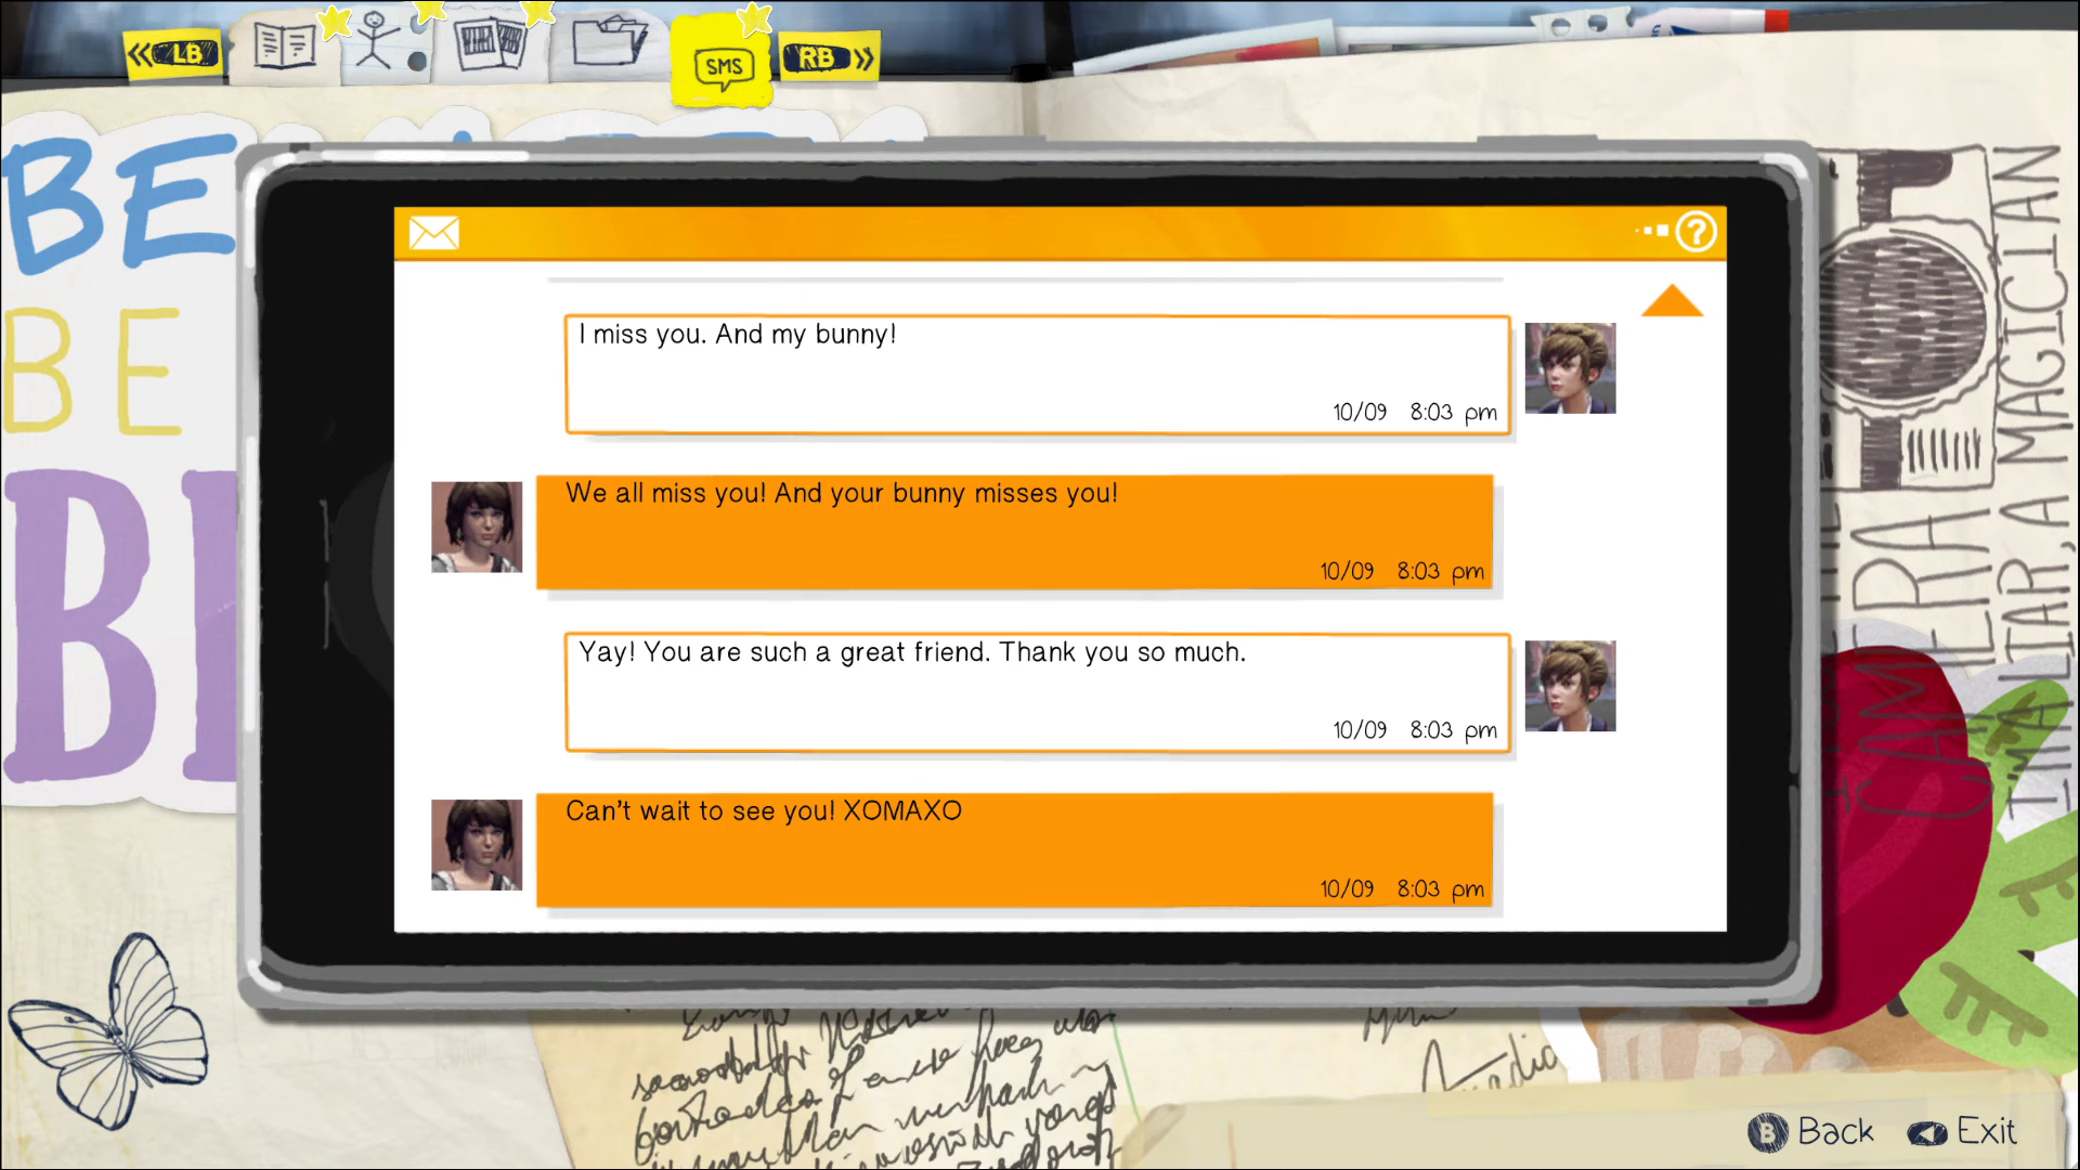 LB
SMS
RB
BE
BE
I miss you. And my bunny!
10/09 8:03 pm
We all miss you! And your bunny misses you!
10/09 8:03 pm
Yay! You are such a great friend. Thank you so much.
10/09 8:03 pm
Can't wait to see you! XOMAXO
10/09 8:03 pm
CAMERA
I'M A LIAR, A MAGICIAN
B Back
Exit